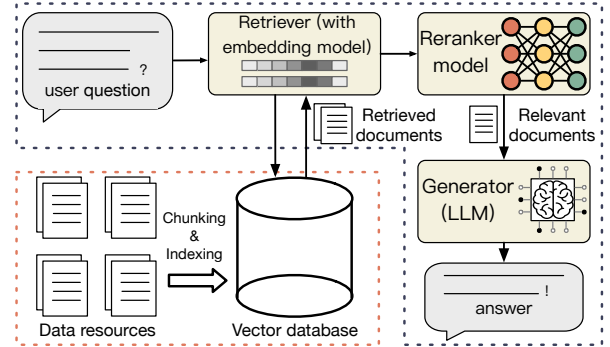 ?
user question
Retriever (with
embedding model)
Reranker
model
Retrieved
documents
Relevant
documents
Generator
(LLM)
Chunking
&
Indexing
!
answer
Data resources
Vector database